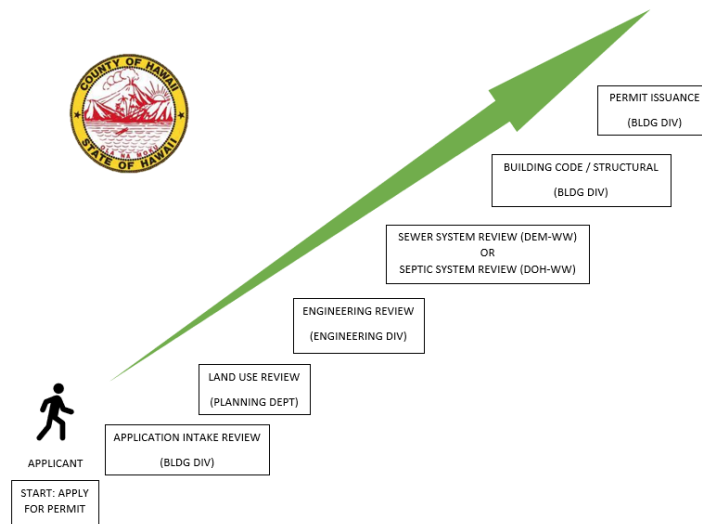 COUNTY OF HAWAII
STATE OF HAWAII
PERMIT ISSUANCE
(BLDG DIV)
BUILDING CODE / STRUCTURAL
(BLDG DIV)
SEWER SYSTEM REVIEW (DEM-WW)
OR
SEPTIC SYSTEM REVIEW (DOH-WW)
ENGINEERING REVIEW
(ENGINEERING DIV)
LAND USE REVIEW
(PLANNING DEPT)
APPLICATION INTAKE REVIEW
(BLDG DIV)
APPLICANT
START: APPLY
FOR PERMIT